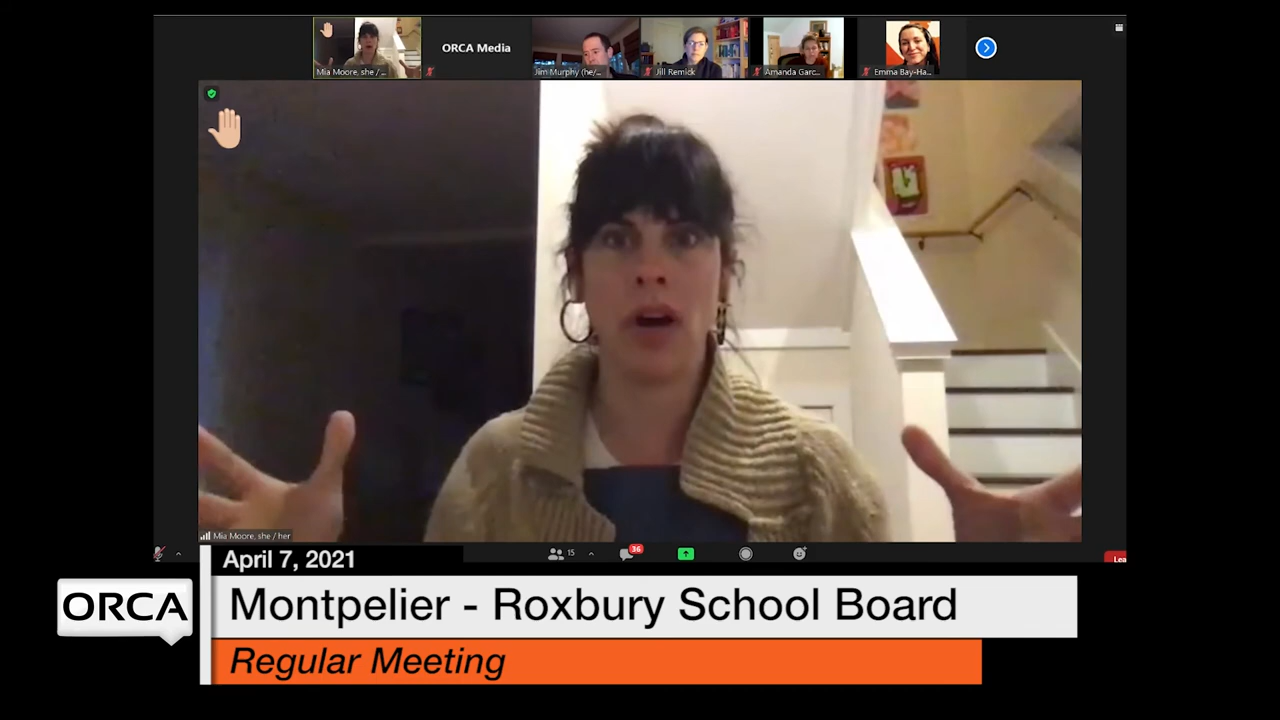 Mia Moore, she / ...
ORCA Media
Jim Murphy (he/...
Jill Remick
Amanda Garc...
Emma Bay-Ha...
Mia Moore, she / her
15
36
Lea
April 7, 2021
ORCA
Montpelier - Roxbury School Board
Regular Meeting